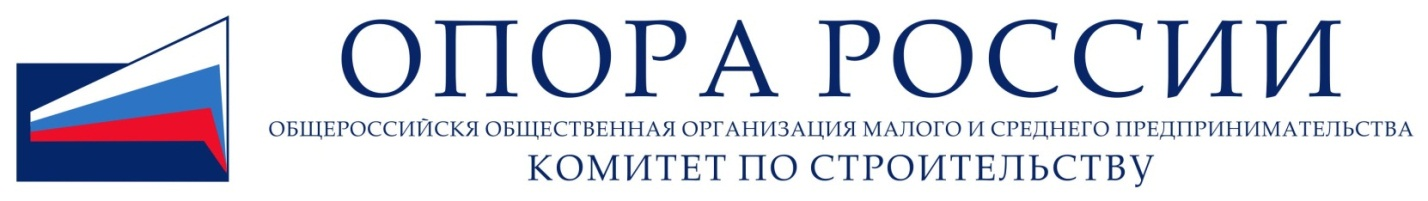 ОПОРА РОССИИ
ОБЩЕРОССИЙСКЯ ОБЩЕСТВЕННАЯ ОРГАНИЗАЦИЯ МАЛОГО И СРЕДНЕГО ПРЕДПРИНИМАТЕЛЬСТВА
КОМИТЕТ ПО СТРОИТЕЛЬСТВУ